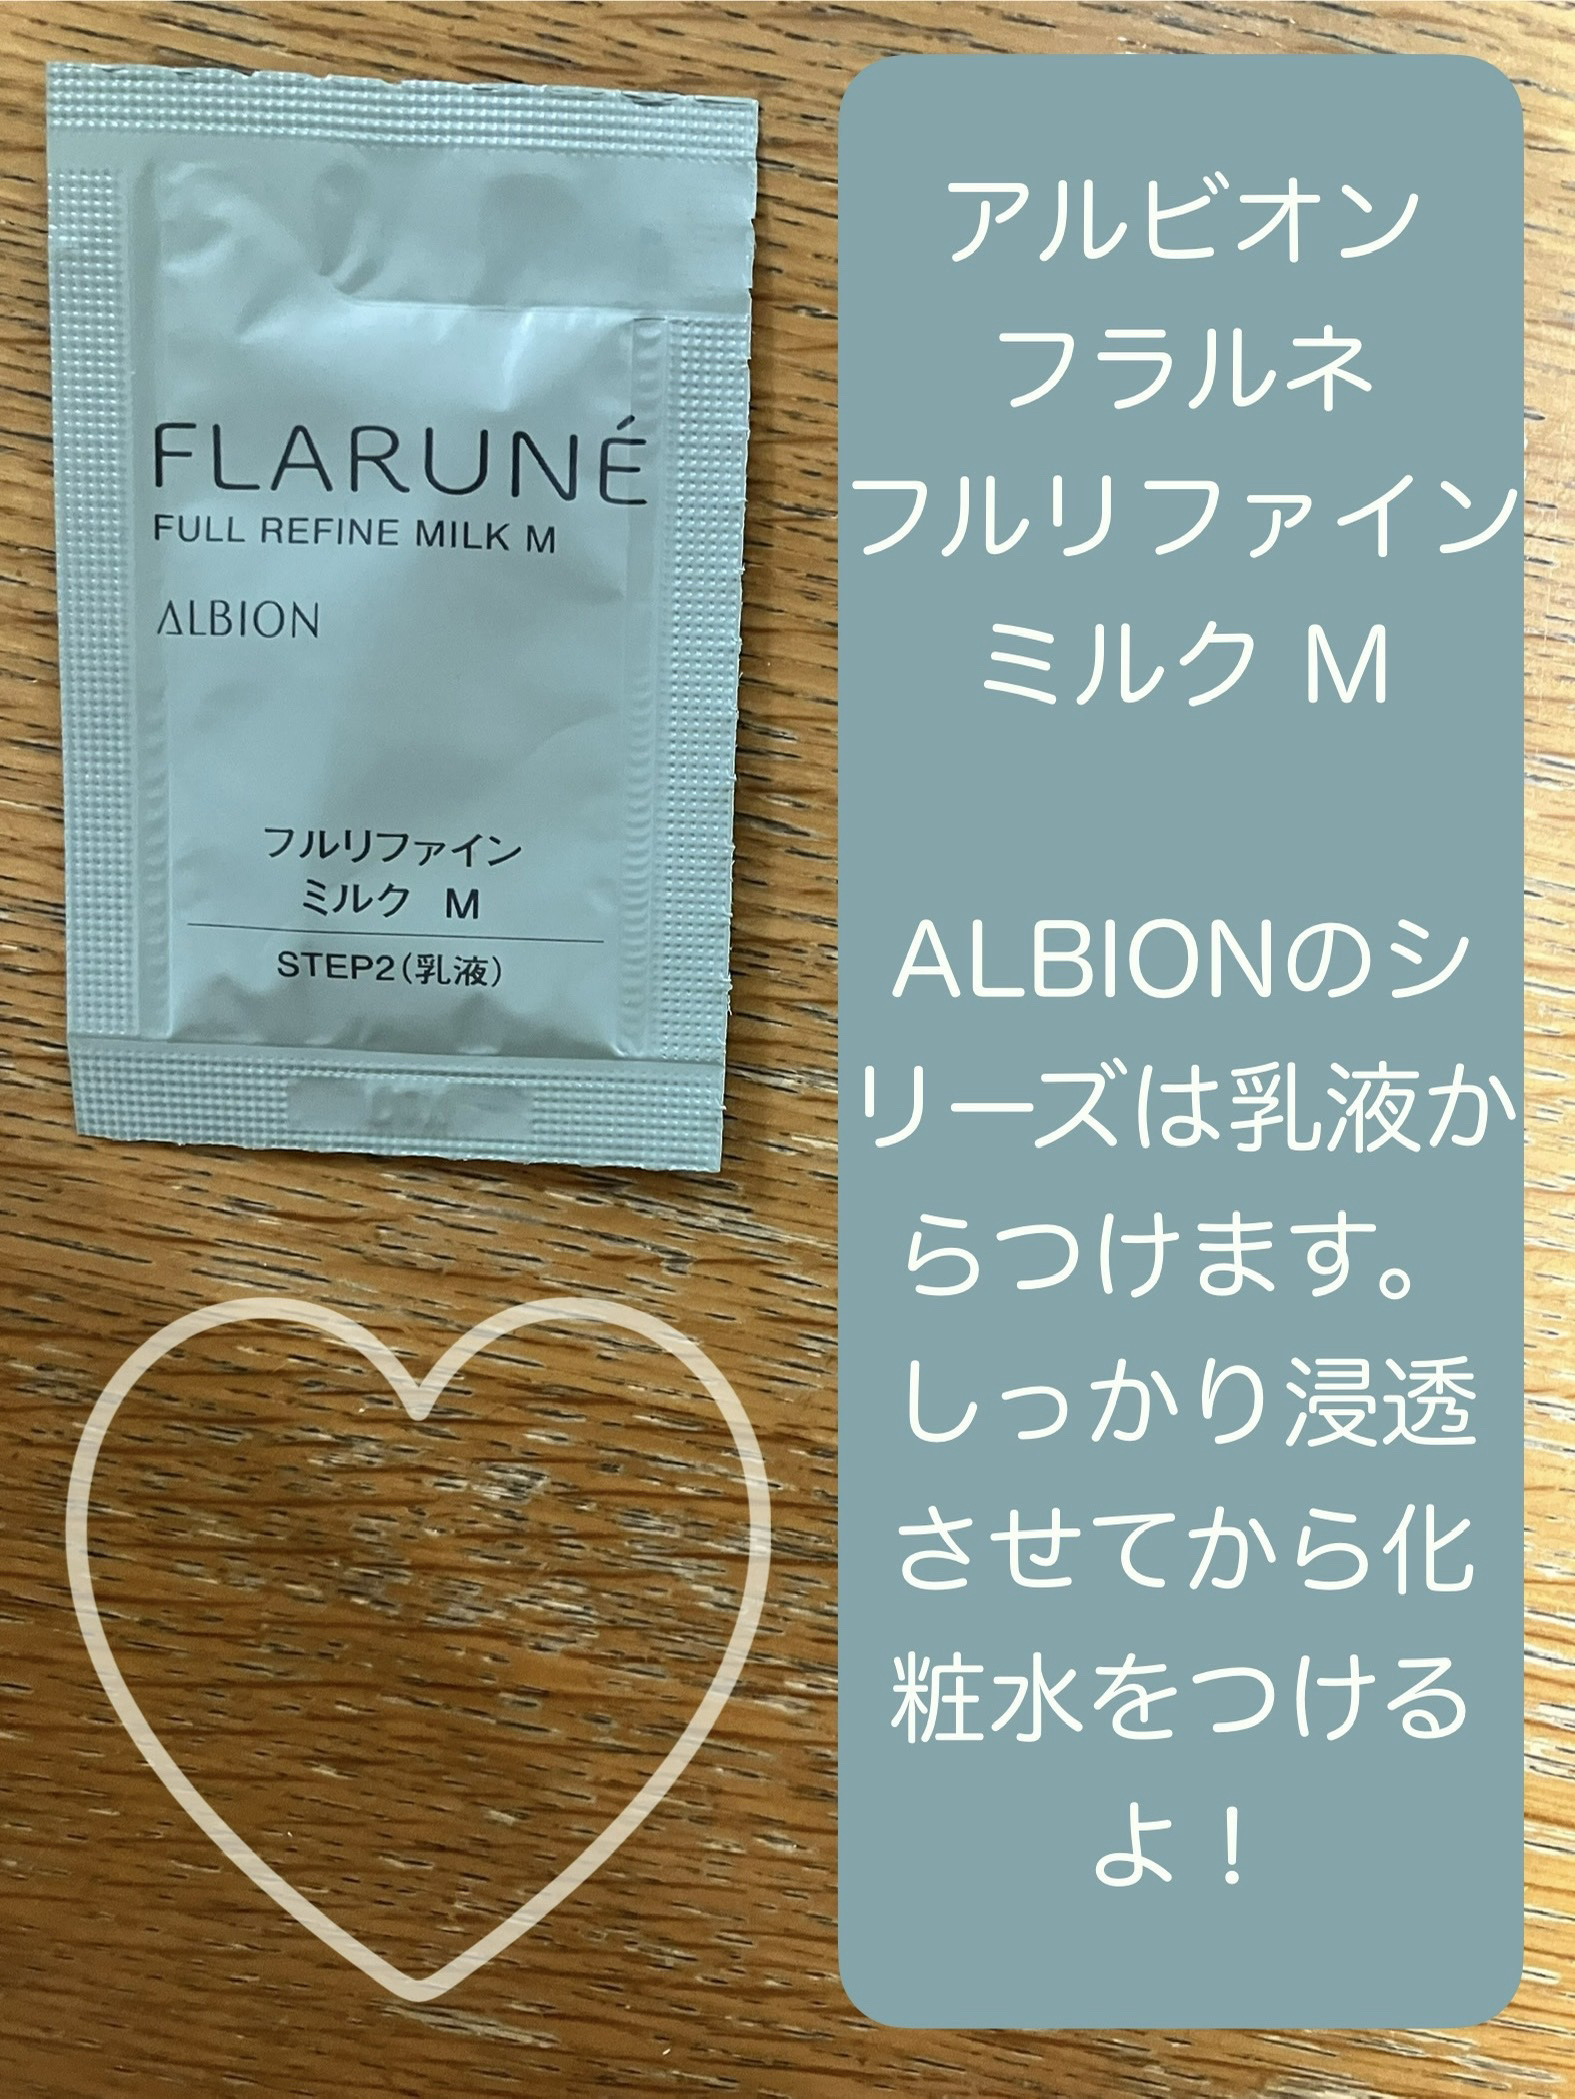 FLARUNÉ
FULL REFINE MILK M
ALBION
フルリファイン
ミルク M
STEP2(乳液)
アルビオン
フラルネ
フルリファイン
ミルク M
ALBIONのシ
リーズは乳液か
らつけます。
しっかり浸透
させてから化
粧水をつける
よ！